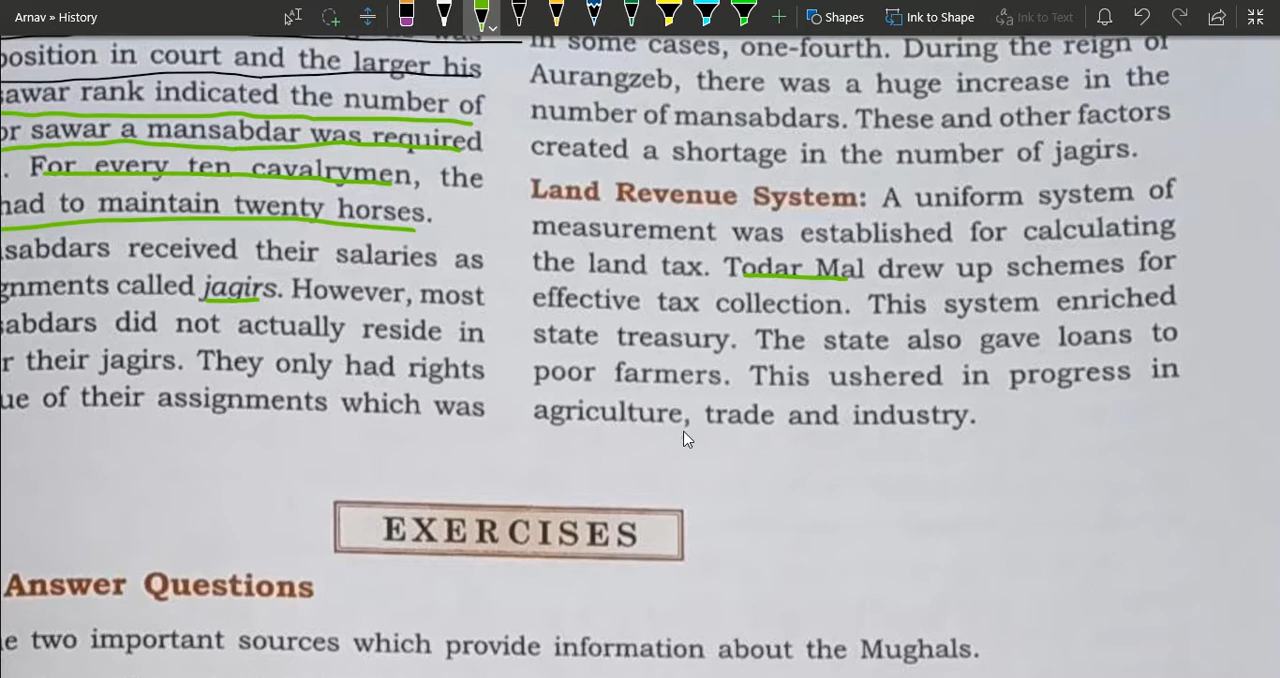 Arnav » History
Shapes
Ink to Shape
Ink to Text
position in court and the larger his
sawar rank indicated the number of
or sawar a mansabdar was required
. For every ten cavalrymen, the
had to maintain twenty horses.
sabdars received their salaries as
gnments called jagirs. However, most
sabdars did not actually reside in
r their jagirs. They only had rights
ue of their assignments which was
in some cases, one-fourth. During the reign of
Aurangzeb, there was a huge increase in the
number of mansabdars. These and other factors
created a shortage in the number of jagirs.
Land Revenue System: A uniform system of
measurement was established for calculating
the land tax. Todar Mal drew up schemes for
effective tax collection. This system enriched
state treasury. The state also gave loans to
poor farmers. This ushered in progress in
agriculture, trade and industry.
EXERCISES
Answer Questions
e two important sources which provide information about the Mughals.